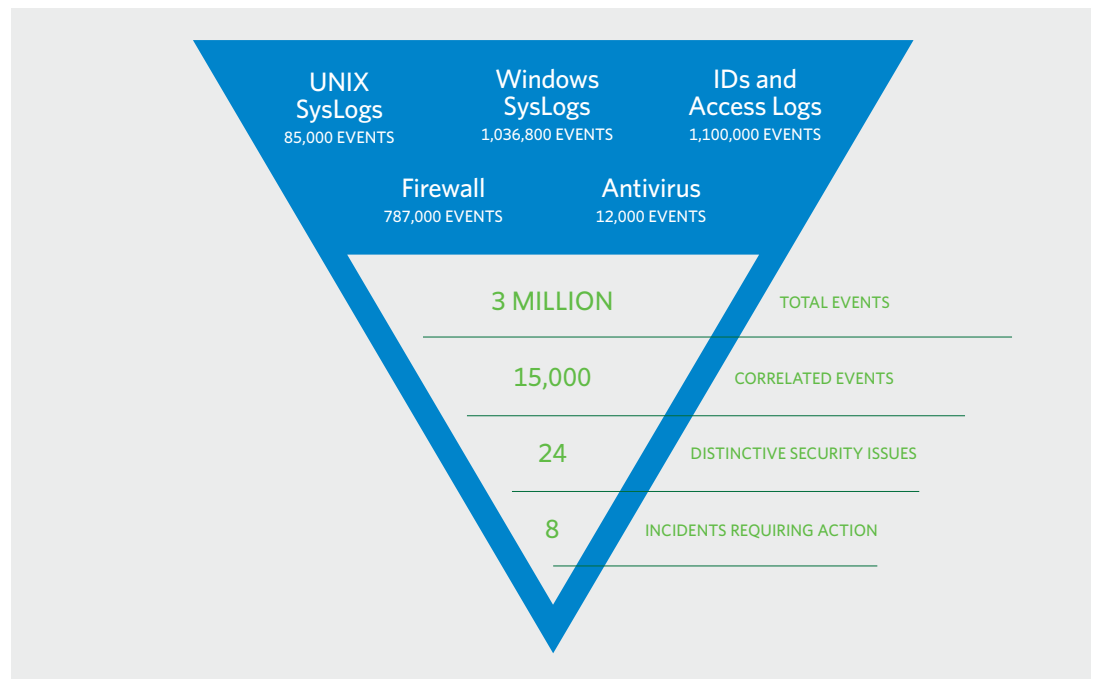 UNIX
SysLogs
85,000 EVENTS
Windows
SysLogs
1,036,800 EVENTS
IDs and
Access Logs
1,100,000 EVENTS
Firewall
787,000 EVENTS
Antivirus
12,000 EVENTS
3 MILLION
TOTAL EVENTS
15,000
CORRELATED EVENTS
24
DISTINCTIVE SECURITY ISSUES
8
INCIDENTS REQUIRING ACTION